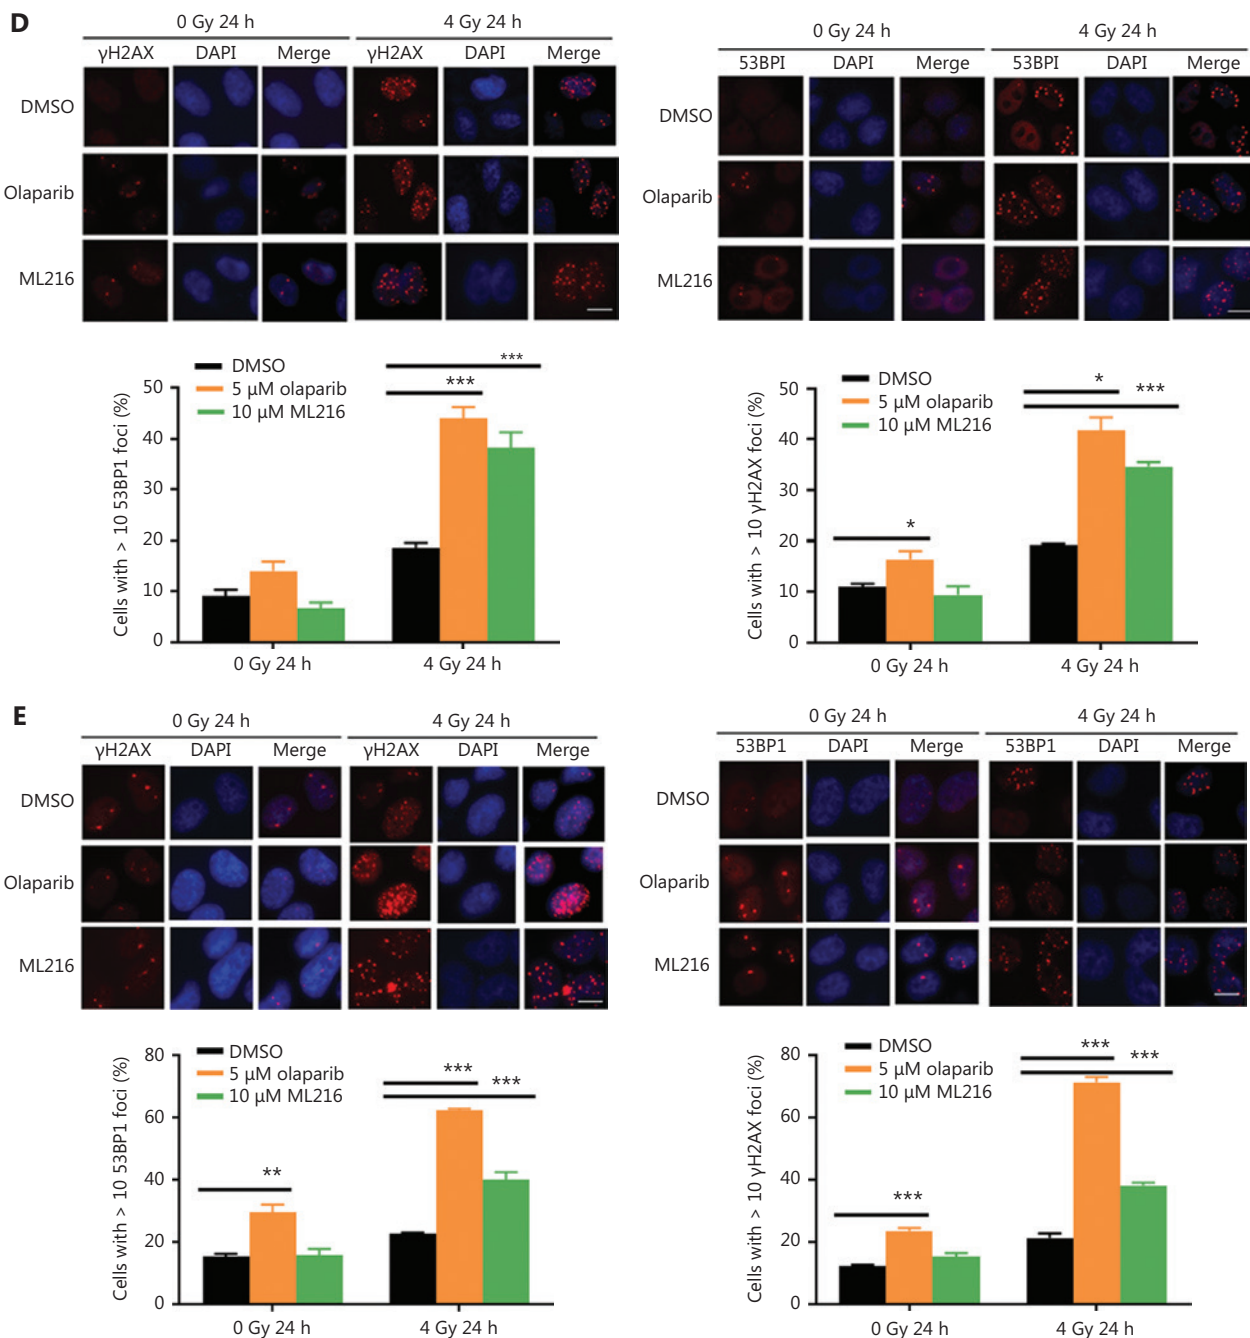 D
0 Gy 24 h 4 Gy 24 h
γH2AX DAPI Merge γH2AX DAPI Merge
DMSO
Olaparib
ML216
0 Gy 24 h 4 Gy 24 h
53BPI DAPI Merge 53BPI DAPI Merge
DMSO
Olaparib
ML216
Cells with > 10 53BP1 foci (%)
50
40
30
20
10
0
DMSO
5 μM olaparib
10 μM ML216
***
***
0 Gy 24 h 4 Gy 24 h
Cells with > 10 γH2AX foci (%)
50
40
30
20
10
0
DMSO
5 μM olaparib
10 μM ML216
*
* ***
0 Gy 24 h 4 Gy 24 h
E
0 Gy 24 h 4 Gy 24 h
γH2AX DAPI Merge γH2AX DAPI Merge
DMSO
Olaparib
ML216
0 Gy 24 h 4 Gy 24 h
53BP1 DAPI Merge 53BP1 DAPI Merge
DMSO
Olaparib
ML216
Cells with > 10 53BP1 foci (%)
80
60
40
20
0
DMSO
5 μM olaparib
10 μM ML216
**
*** ***
0 Gy 24 h 4 Gy 24 h
Cells with > 10 γH2AX foci (%)
80
60
40
20
0
DMSO
5 μM olaparib
10 μM ML216
***
*** ***
0 Gy 24 h 4 Gy 24 h